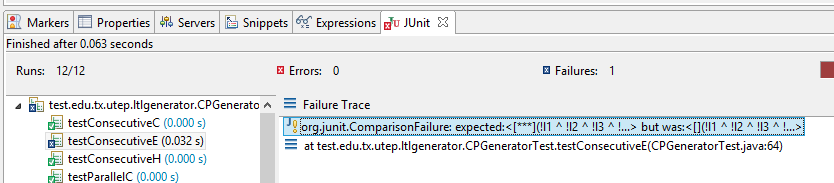 Markers Properties Servers Snippets Expressions JUnit
Finished after 0.063 seconds
Runs: 12/12 Errors: 0 Failures: 1
test.edu.tx.utep.ltlgenerator.CPGenerato
testConsecutiveC (0.000 s)
testConsecutiveE (0.032 s)
testConsecutiveH (0.000 s)
testParallelC (0.000 s)
Failure Trace
org.junit.ComparisonFailure: expected:<[***](!l1 ^ !l2 ^ !l3 ^ !...> but was:<[](!l1 ^ !l2 ^ !l3 ^ !...>
at test.edu.tx.utep.ltlgenerator.CPGeneratorTest.testConsecutiveE(CPGeneratorTest.java:64)